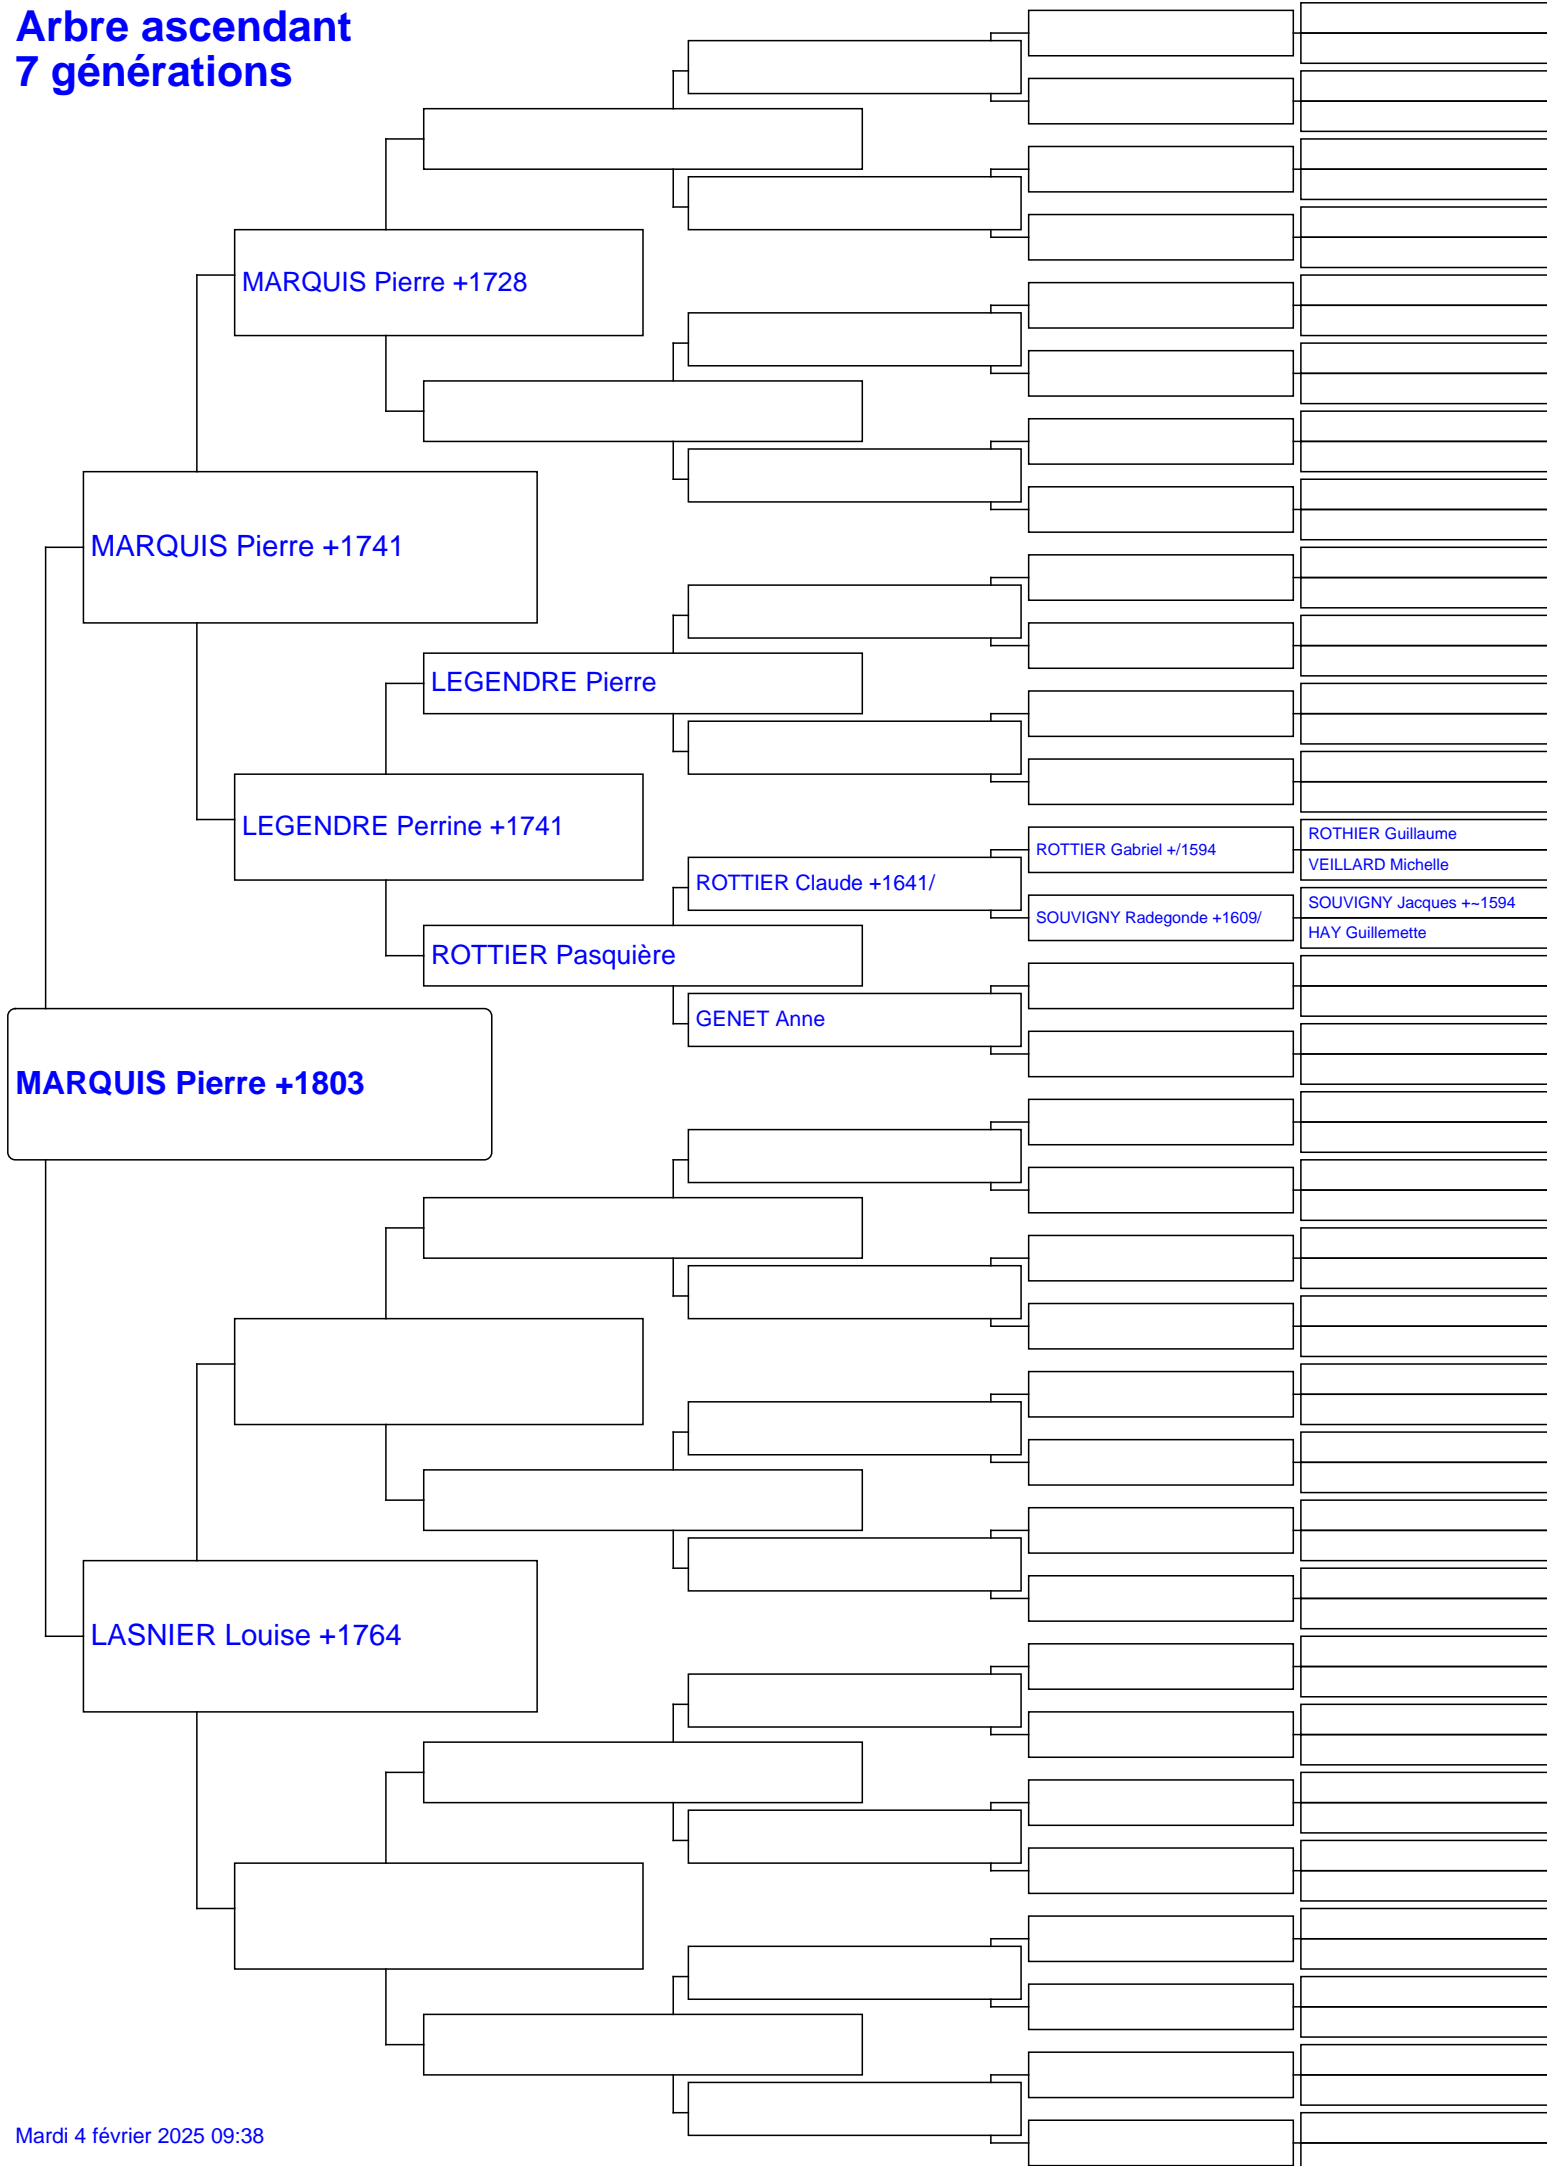 Arbre ascendant
7 générations
MARQUIS Pierre +1728
MARQUIS Pierre +1741
LEGENDRE Pierre
LEGENDRE Perrine +1741
ROTTIER Gabriel +/1594
ROTHIER Guillaume
VEILLARD Michelle
ROTTIER Claude +1641/
SOUVIGNY Radegonde +1609/
SOUVIGNY Jacques +~1594
HAY Guillemette
ROTTIER Pasquière
GENET Anne
MARQUIS Pierre +1803
LASNIER Louise +1764
Mardi 4 février 2025 09:38